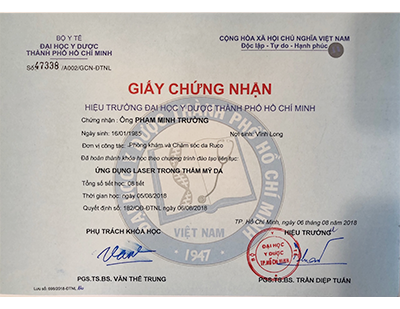 BỘ Y TẾ
ĐẠI HỌC Y DƯỢC
THÀNH PHỐ HỒ CHÍ MINH
Số 47338 /A002/GCN-ĐTNL
CỘNG HÒA XÃ HỘI CHỦ NGHĨA VIỆT NAM
Độc lập - Tự do - Hạnh phúc
GIẤY CHỨNG NHẬN
HIỆU TRƯỞNG ĐẠI HỌC Y DƯỢC THÀNH PHỐ HỒ CHÍ MINH
Chứng nhận : Ông PHẠM MINH TRƯỜNG
Ngày sinh: 16/01/1985 Nơi sinh: Vĩnh Long
Đơn vị công tác: Phòng khám và Chăm sóc da Ruco
Đã hoàn thành khóa học theo chương trình đào tạo liên tục
ỨNG DỤNG LASER TRONG THẨM MỸ DA
Tổng số tiết học: 08 tiết
Thời gian học: ngày 05/08/2018
Quyết định số: 182/QĐ-ĐTNL ngày 06/08/2018
TP. Hồ Chí Minh, ngày 06 tháng 08 năm 2018
PHỤ TRÁCH KHÓA HỌC
HIỆU TRƯỞNG
VIỆT NAM
1947
ĐẠI HỌC
Y DƯỢC
TP. HỒ CHÍ MINH
PGS.TS.BS. VĂN THẾ TRUNG
PGS.TS.BS. TRẦN DIỆP TUẤN